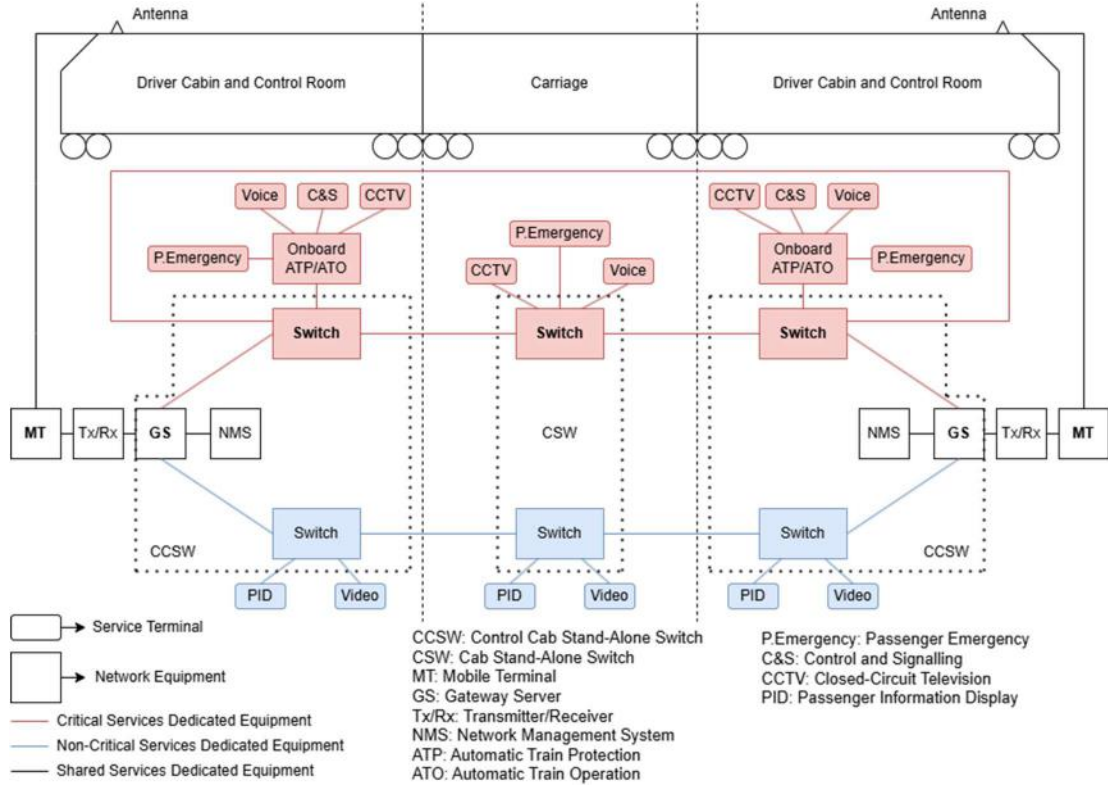 Antenna
Antenna
Driver Cabin and Control Room
Carriage
Driver Cabin and Control Room
Voice
C&S
CCTV
CCTV
C&S
Voice
P.Emergency
P.Emergency
Onboard
ATP/ATO
CCTV
Voice
Onboard
ATP/ATO
P.Emergency
Switch
Switch
Switch
MT
Tx/Rx
GS
NMS
CSW
NMS
GS
Tx/Rx
MT
Switch
Switch
Switch
CCSW
CCSW
PID
Video
PID
Video
PID
Video
Service Terminal
Network Equipment
Critical Services Dedicated Equipment
Non-Critical Services Dedicated Equipment
Shared Services Dedicated Equipment
CCSW: Control Cab Stand-Alone Switch
CSW: Cab Stand-Alone Switch
MT: Mobile Terminal
GS: Gateway Server
Tx/Rx: Transmitter/Receiver
NMS: Network Management System
ATP: Automatic Train Protection
ATO: Automatic Train Operation
P.Emergency: Passenger Emergency
C&S: Control and Signalling
CCTV: Closed-Circuit Television
PID: Passenger Information Display